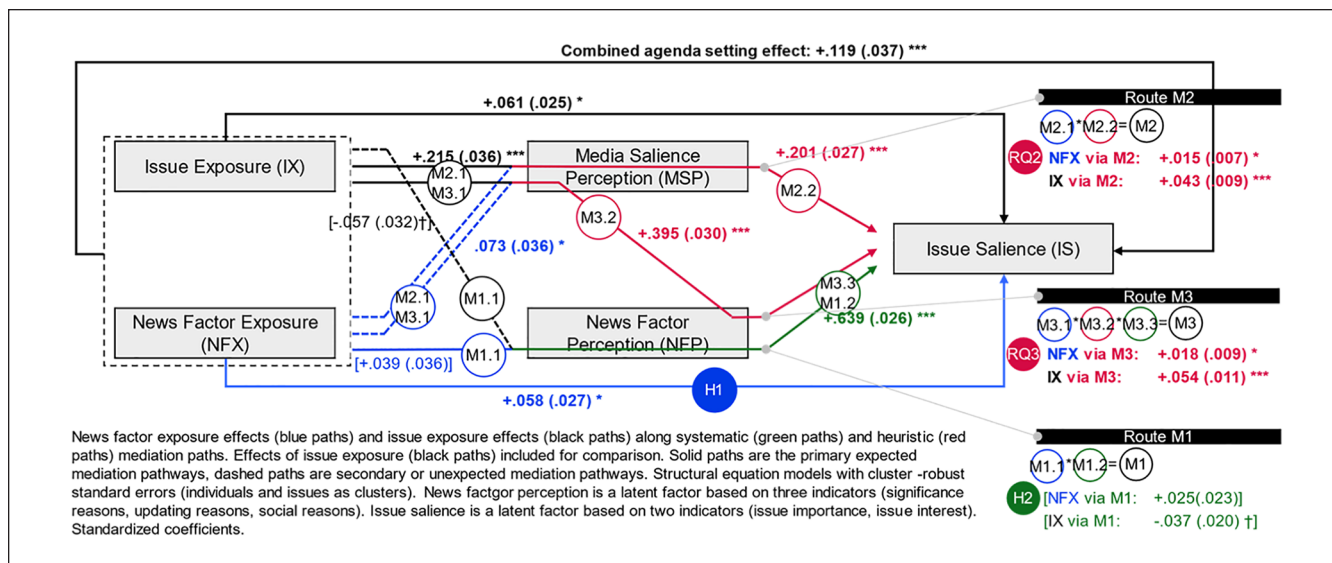 Combined agenda setting effect: +.119 (.037) ***
+.061 (.025) *
Issue Exposure (IX)
+.215 (.036) ***
M2.1
M3.1
Media Salience
Perception (MSP)
+.201 (.027) ***
M2.2
[-.057 (.032)†]
M3.2
.073 (.036) *
+.395 (.030) ***
Issue Salience (IS)
M2.1
M3.1
M1.1
M3.3
M1.2
News Factor Exposure
(NFX)
News Factor
Perception (NFP)
+.639 (.026) ***
[+.039 (.036)]
M1.1
+.058 (.027) *
H1
Route M2
M2.1*M2.2=M2
RQ2
NFX via M2: +.015 (.007) *
IX via M2: +.043 (.009) ***
Route M3
M3.1*M3.2*M3.3=M3
RQ3
NFX via M3: +.018 (.009) *
IX via M3: +.054 (.011) ***
Route M1
M1.1*M1.2=M1
H2
[NFX via M1: +.025(.023)]
[IX via M1: -.037 (.020) †]
News factor exposure effects (blue paths) and issue exposure effects (black paths) along systematic (green paths) and heuristic (red
paths) mediation paths. Effects of issue exposure (black paths) included for comparison. Solid paths are the primary expected
mediation pathways, dashed paths are secondary or unexpected mediation pathways. Structural equation models with cluster -robust
standard errors (individuals and issues as clusters). News factgor perception is a latent factor based on three indicators (significance
reasons, updating reasons, social reasons). Issue salience is a latent factor based on two indicators (issue importance, issue interest).
Standardized coefficients.